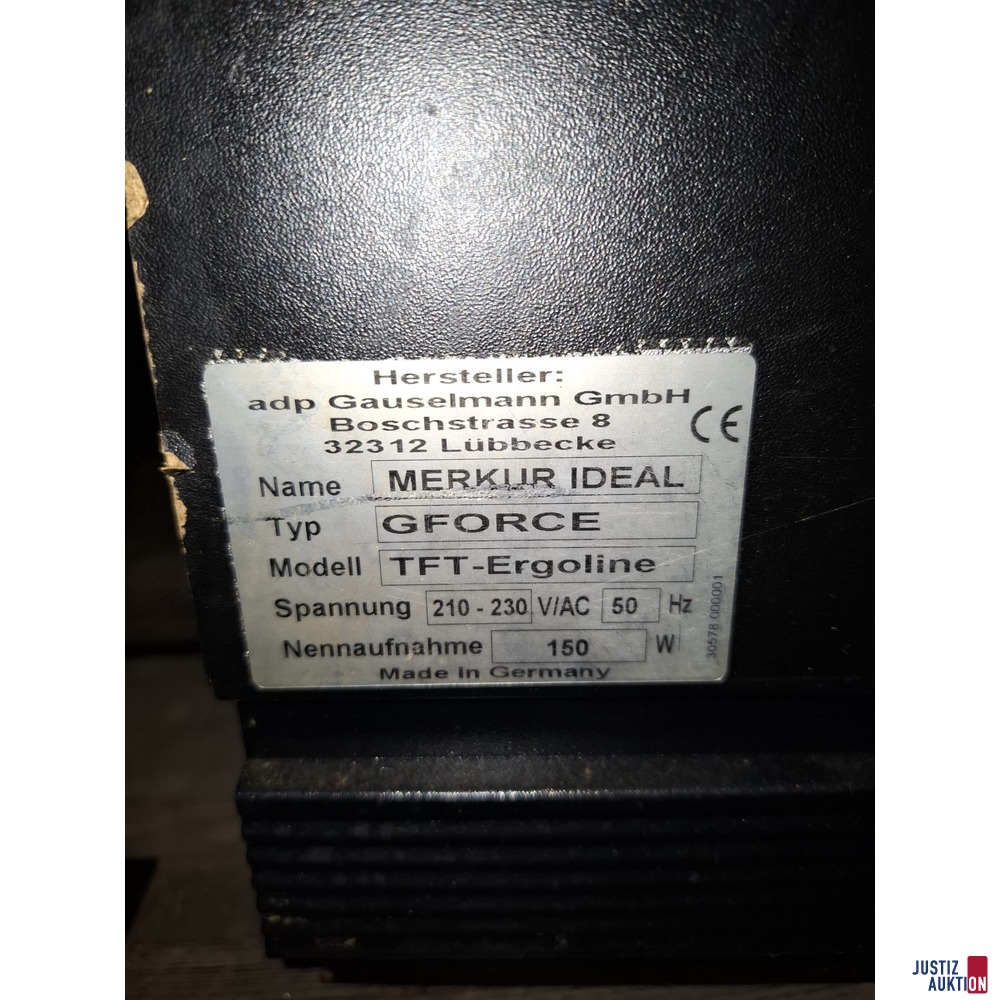 Hersteller:
adp Gauselmann GmbH
Boschstrasse 8
32312 Lübbecke
CE
Name MERKUR IDEAL
Typ GFORCE
Modell TFT-Ergoline
Spannung 210 - 230 V/AC 50 Hz
Nennaufnahme 150 W
Made in Germany
30578.000001
JUSTIZ
AUKTION